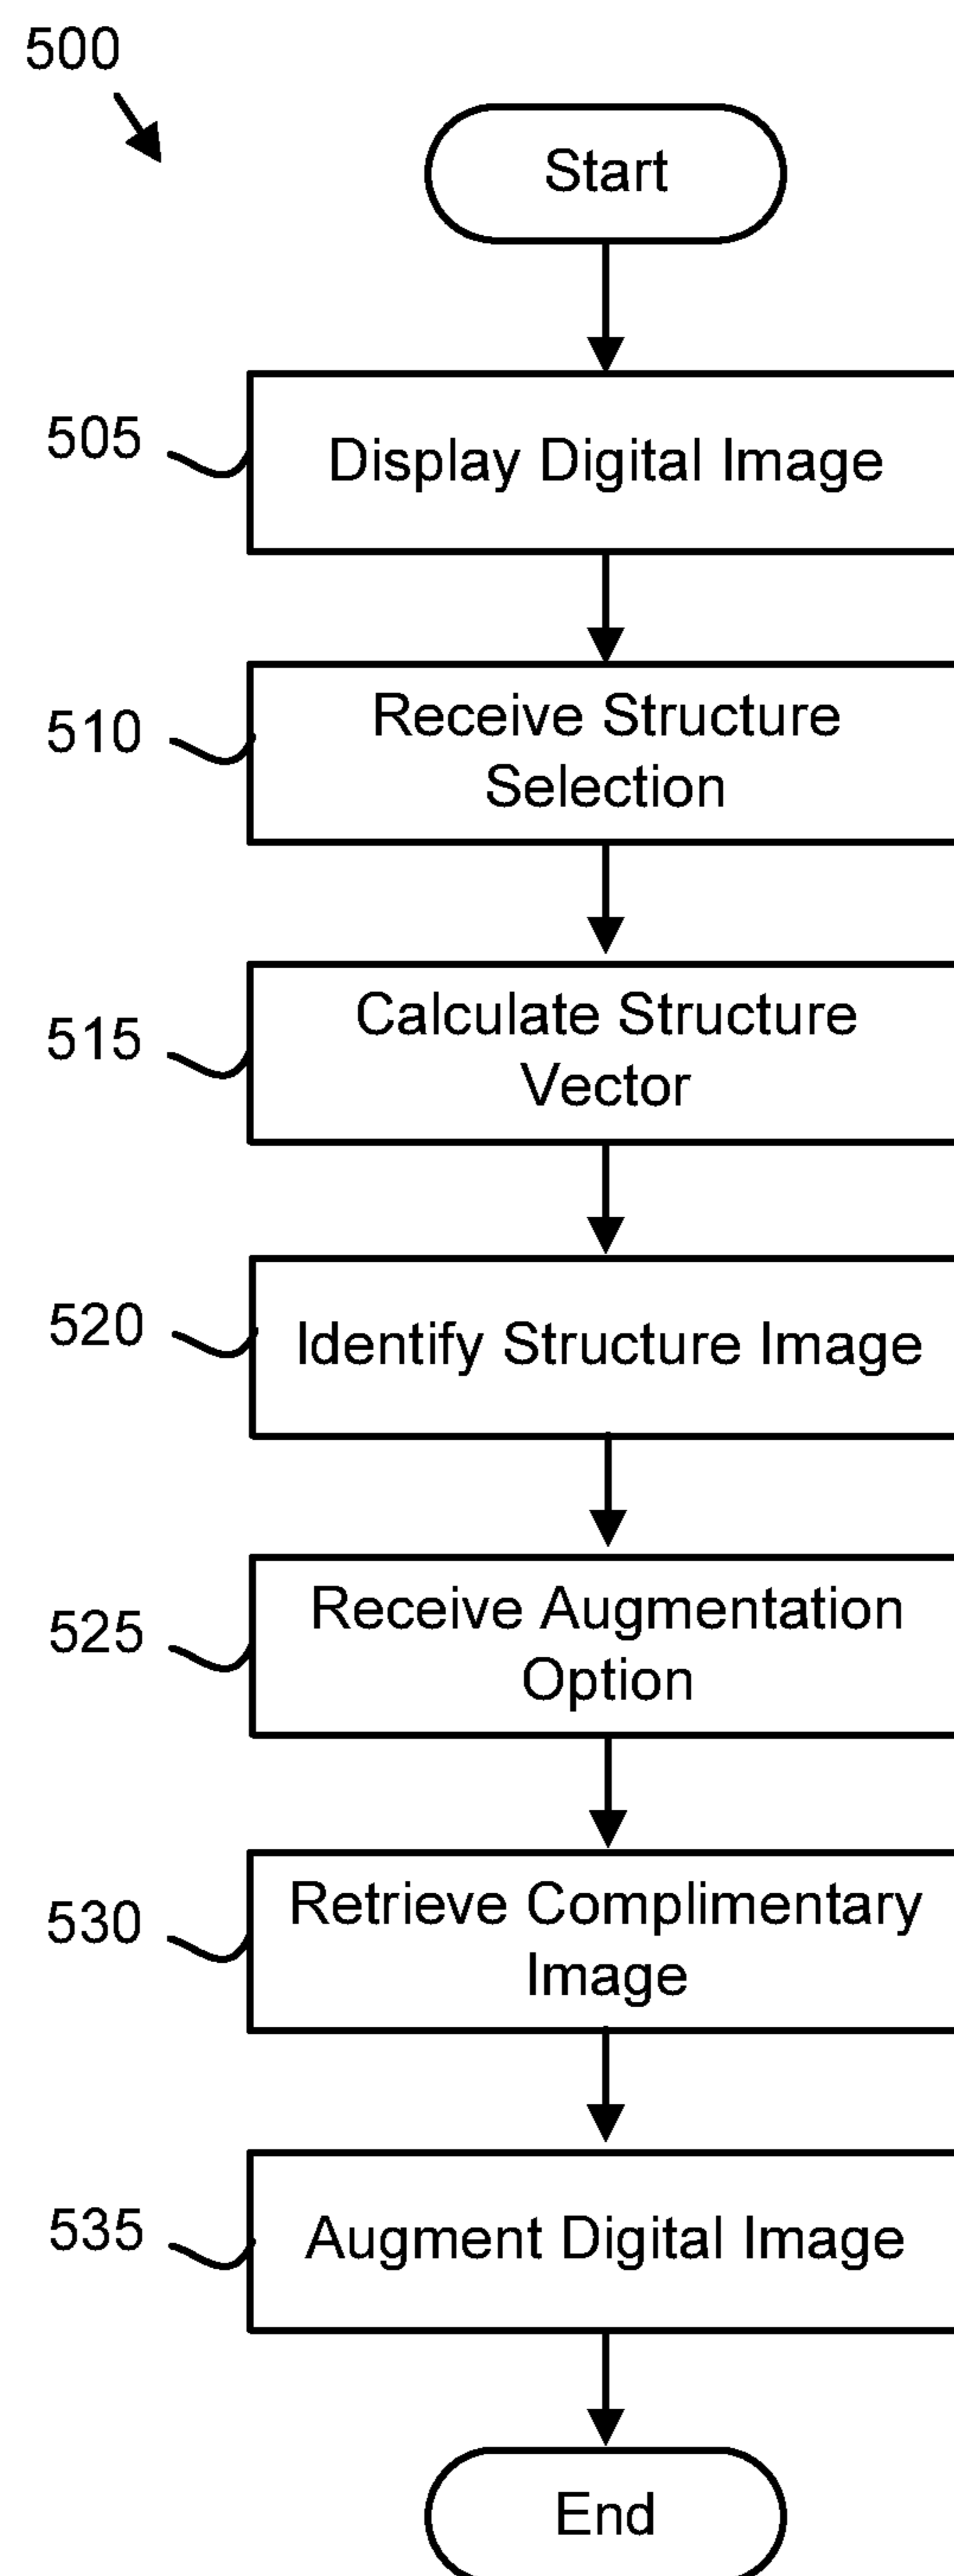 500
Start
505
Display Digital Image
510
Receive Structure
Selection
515
Calculate Structure
Vector
520
Identify Structure Image
525
Receive Augmentation
Option
530
Retrieve Complimentary
Image
535
Augment Digital Image
End